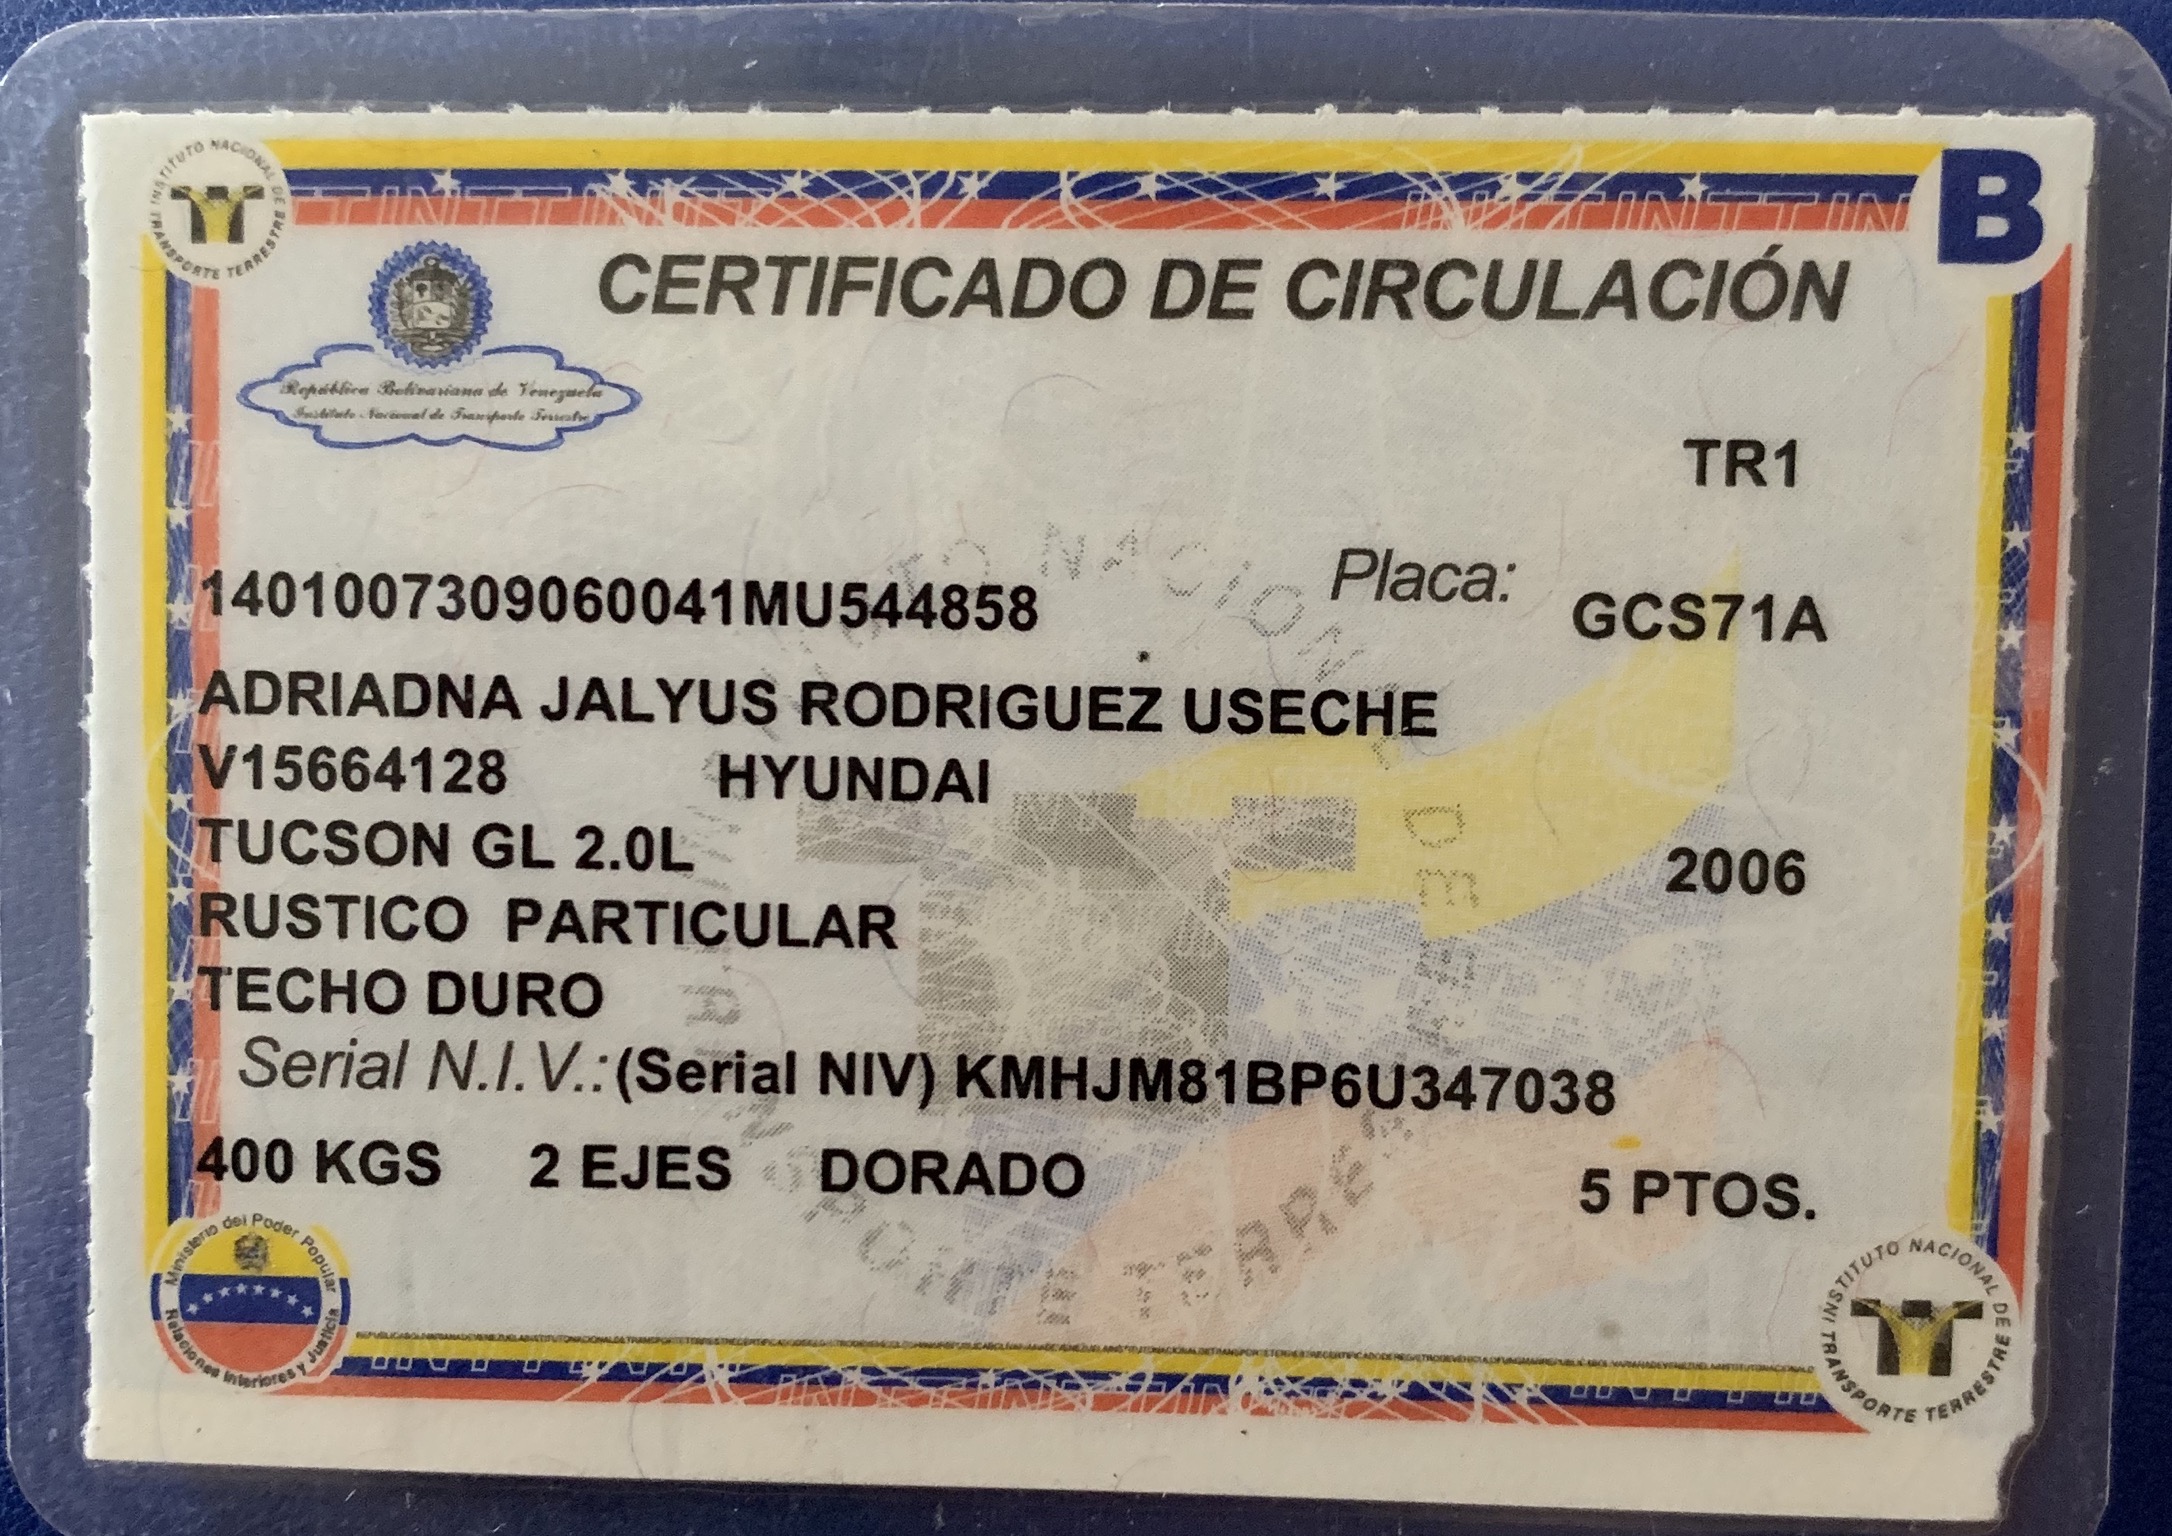 INSTITUTO NACIONAL DE TRANSPORTE TERRESTRE
B
CERTIFICADO DE CIRCULACIÓN
República Bolivariana de Venezuela
Instituto Nacional de Transporte Terrestre
TR1
1401007309060041MU544858 Placa: GCS71A
ADRIADNA JALYUS RODRIGUEZ USECHE
V15664128 HYUNDAI
TUCSON GL 2.0L 2006
RUSTICO PARTICULAR
TECHO DURO
Serial N.I.V.: (Serial NIV) KMHJM81BP6U347038
400 KGS 2 EJES DORADO 5 PTOS.
Ministerio del Poder Popular
Relaciones Interiores y Justicia
INSTITUTO NACIONAL DE TRANSPORTE TERRESTRE